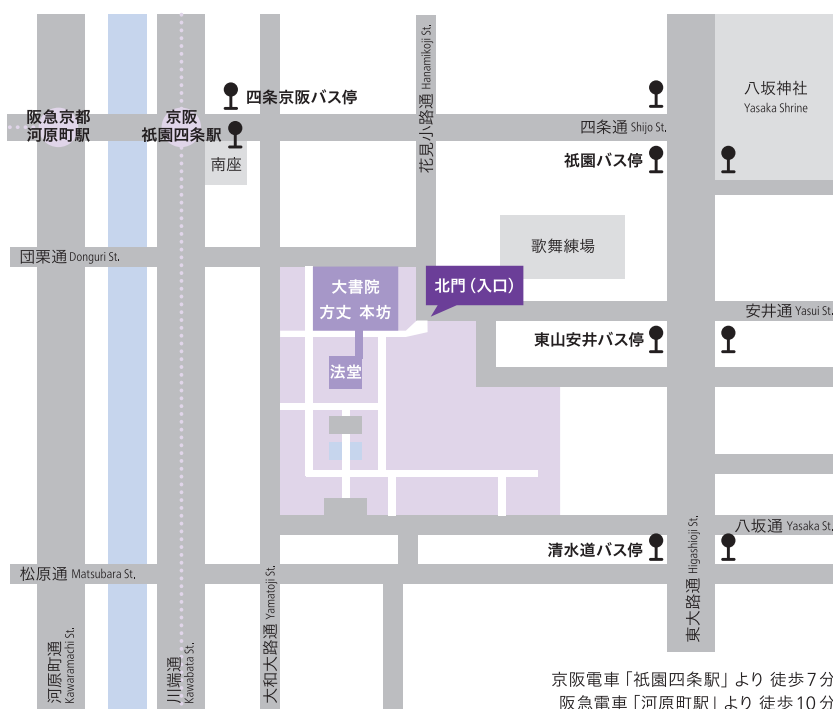 阪急京都
河原町駅
京阪
祇園四条駅
四条京阪バス停
南座
花見小路通 Hanamikoji St.
四条通 Shijo St.
八坂神社
Yasaka Shrine
祇園バス停
団栗通 Donguri St.
歌舞練場
大書院
方丈 本坊
北門(入口)
安井通 Yasui St.
東山安井バス停
法堂
八坂通 Yasaka St.
清水道バス停
松原通 Matsubara St.
河原町通 Kawaramachi St.
川端通 Kawabata St.
大和大路通 Yamatoji St.
東大路通 Higashioji St.
京阪電車「祇園四条駅」より 徒歩7分
阪急電車「河原町駅」より 徒歩10分